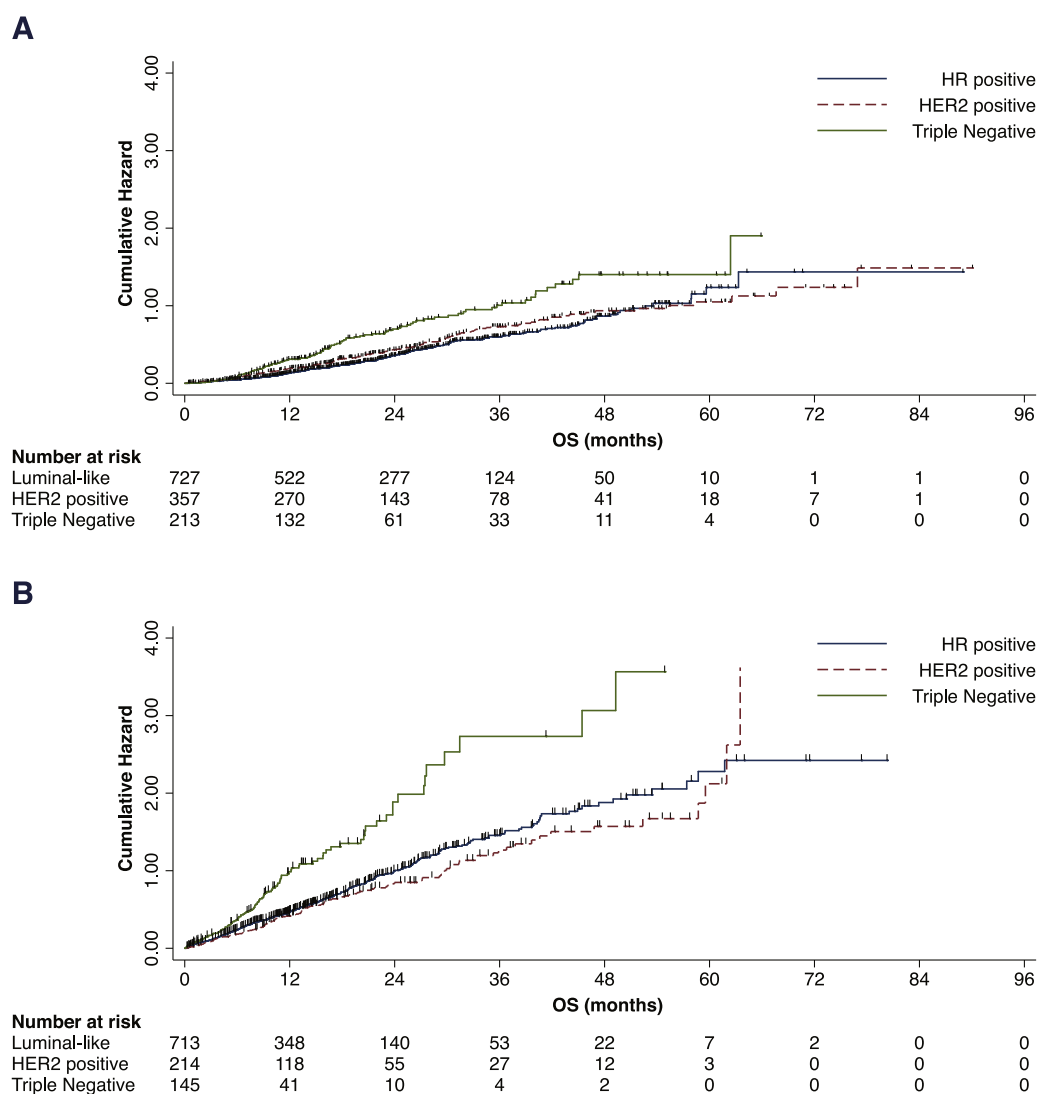 A
4.00
3.00
2.00
1.00
0.00
Cumulative Hazard
HR positive
HER2 positive
Triple Negative
0 12 24 36 48 60 72 84 96
OS (months)
Number at risk
Luminal-like 727 522 277 124 50 10 1 1 0
HER2 positive 357 270 143 78 41 18 7 1 0
Triple Negative 213 132 61 33 11 4 0 0 0
B
4.00
3.00
2.00
1.00
0.00
Cumulative Hazard
HR positive
HER2 positive
Triple Negative
0 12 24 36 48 60 72 84 96
OS (months)
Number at risk
Luminal-like 713 348 140 53 22 7 2 0 0
HER2 positive 214 118 55 27 12 3 0 0 0
Triple Negative 145 41 10 4 2 0 0 0 0